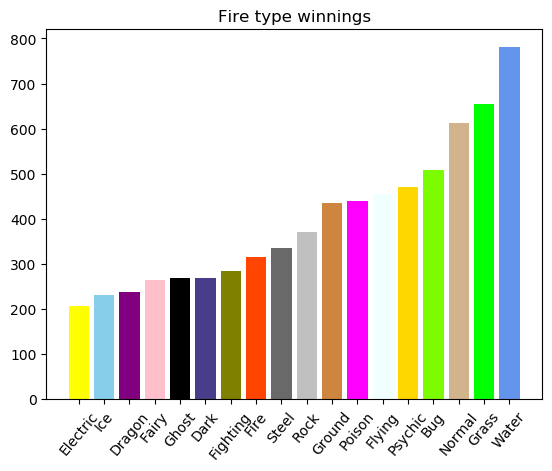 Fire type winnings
800
700
600
500
400
300
200
100
0
Electric
Ice
Dragon
Fairy
Ghost
Dark
Fighting
Fire
Steel
Rock
Ground
Poison
Flying
Psychic
Bug
Normal
Grass
Water